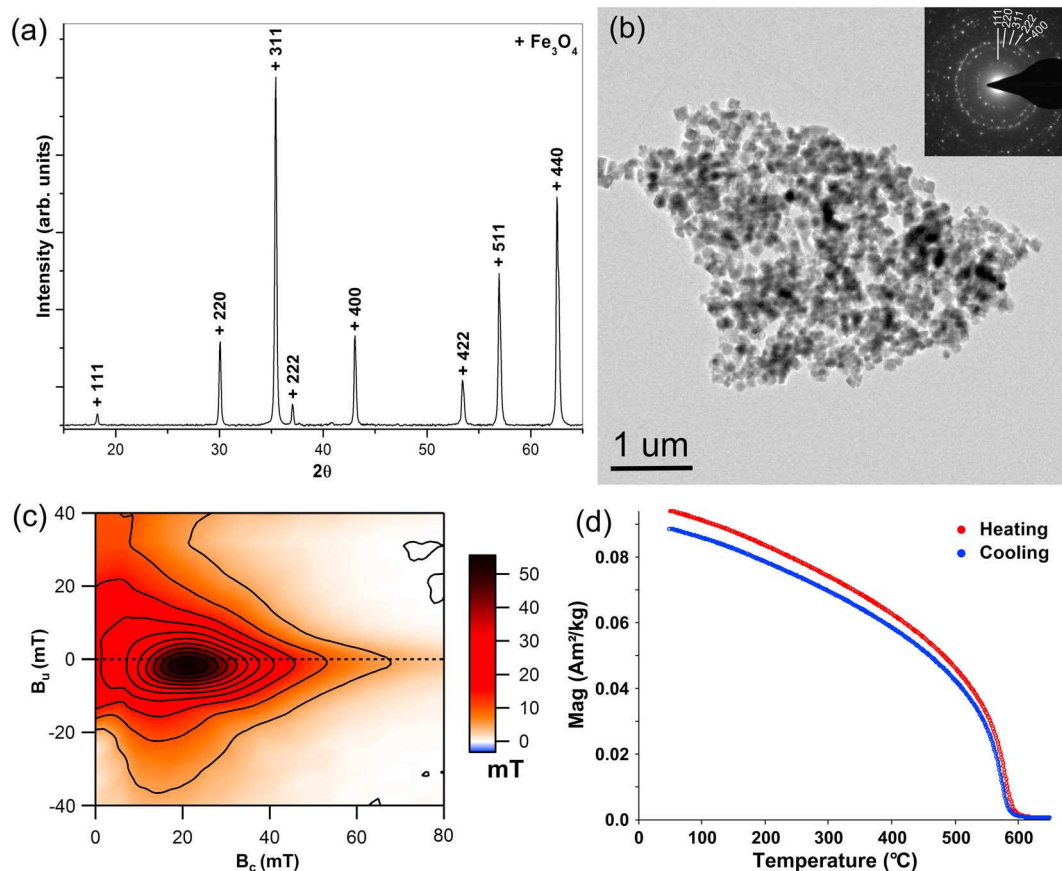 (a)
+ Fe₃O₄
+ 111
+ 220
+ 311
+ 222
+ 400
+ 422
+ 511
+ 440
Intensity (arb. units)
20 30 40 50 60
2θ
(b)
111
220
311
222
400
1 um
(c)
40
20
0
-20
-40
Bᵤ (mT)
0 20 40 60 80
B_c (mT)
50
40
30
20
10
0
mT
(d)
Heating
Cooling
0.08
0.06
0.04
0.02
0.0
Mag (Am²/kg)
0 100 200 300 400 500 600
Temperature (°C)